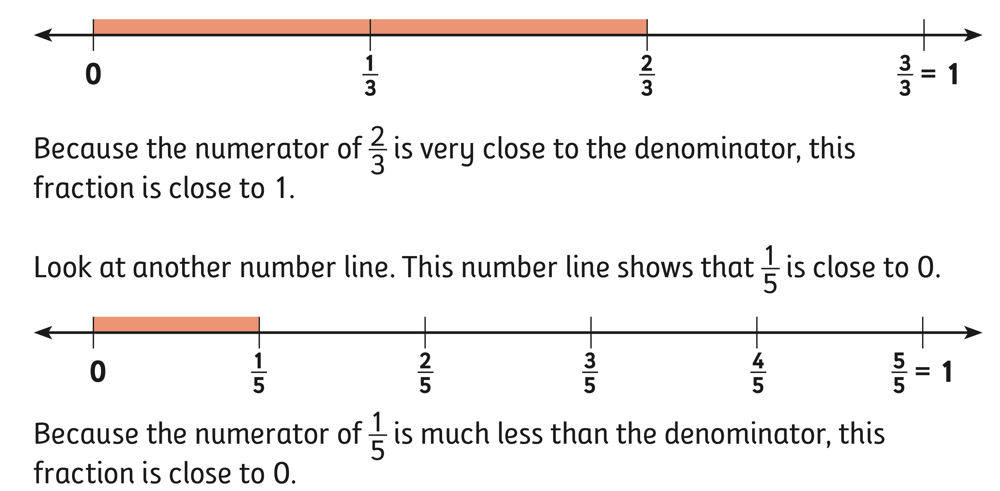 0 1/3 2/3 3/3 = 1
Because the numerator of 2/3 is very close to the denominator, this
fraction is close to 1.
Look at another number line. This number line shows that 1/5 is close to 0.
0 1/5 2/5 3/5 4/5 5/5 = 1
Because the numerator of 1/5 is much less than the denominator, this
fraction is close to 0.